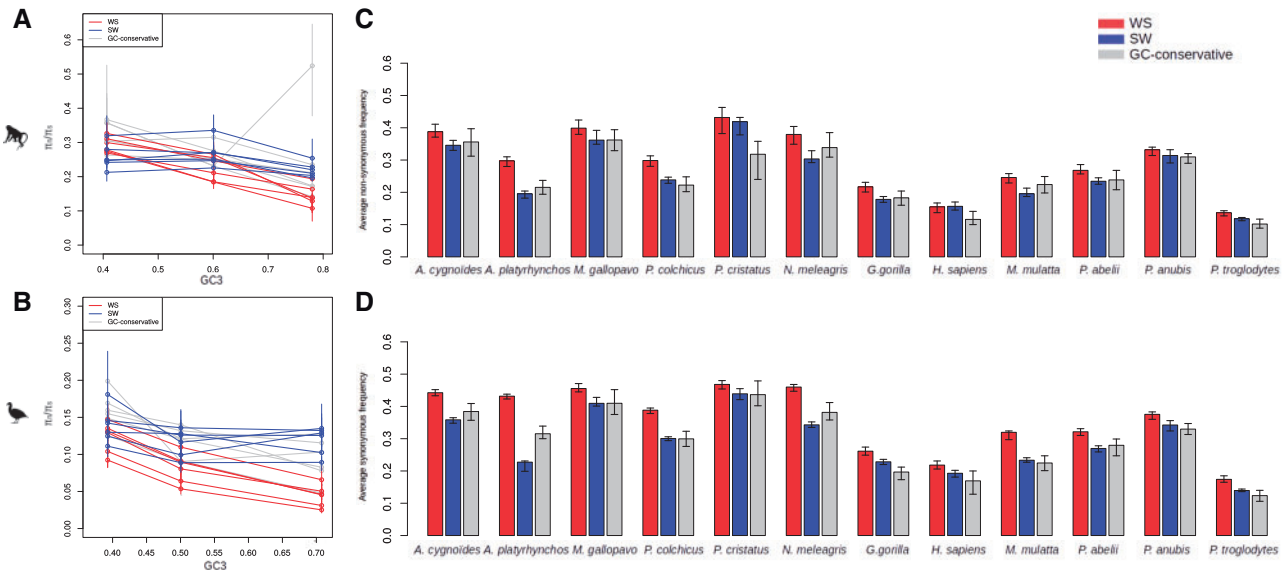 A
WS
SW
GC-conservative
0.6
0.5
0.4
0.3
0.2
0.1
0.0
πn/πs
0.4 0.5 0.6 0.7 0.8
GC3
B
WS
SW
GC-conservative
0.30
0.25
0.20
0.15
0.10
0.05
0.00
πn/πs
0.40 0.45 0.50 0.55 0.60 0.65 0.70
GC3
C
WS
SW
GC-conservative
Average non-synonymous frequency
0.6
0.5
0.4
0.3
0.2
0.1
0.0
A. cygnoïdes A. platyrhynchos M. gallopavo P. colchicus P. cristatus N. meleagris G.gorilla H. sapiens M. mulatta P. abelii P. anubis P. troglodytes
D
Average synonymous frequency
0.6
0.5
0.4
0.3
0.2
0.1
0.0
A. cygnoïdes A. platyrhynchos M. gallopavo P. colchicus P. cristatus N. meleagris G.gorilla H. sapiens M. mulatta P. abelii P. anubis P. troglodytes